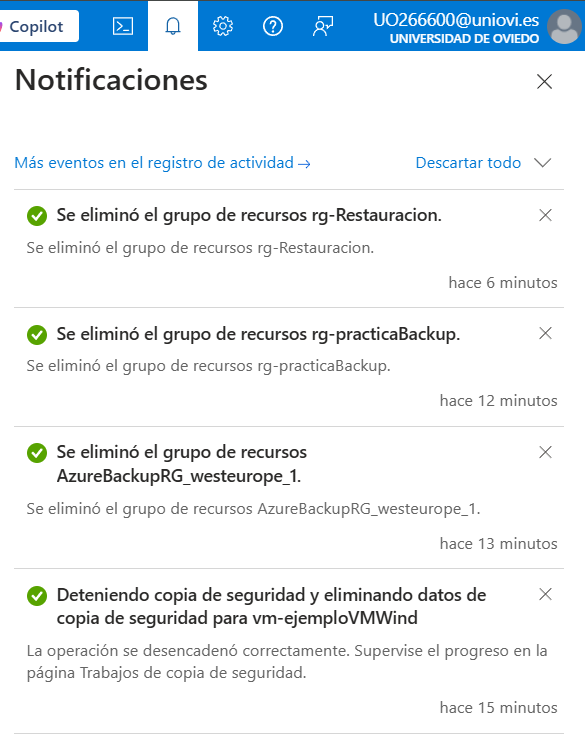 Copilot
UO266600@uniovi.es
UNIVERSIDAD DE OVIEDO
Notificaciones
Más eventos en el registro de actividad →
Descartar todo
Se eliminó el grupo de recursos rg-Restauracion.
Se eliminó el grupo de recursos rg-Restauracion.
hace 6 minutos
Se eliminó el grupo de recursos rg-practicaBackup.
Se eliminó el grupo de recursos rg-practicaBackup.
hace 12 minutos
Se eliminó el grupo de recursos
AzureBackupRG_westeurope_1.
Se eliminó el grupo de recursos AzureBackupRG_westeurope_1.
hace 13 minutos
Deteniendo copia de seguridad y eliminando datos de
copia de seguridad para vm-ejemploVMWind
La operación se desencadenó correctamente. Supervise el progreso en la
página Trabajos de copia de seguridad.
hace 15 minutos